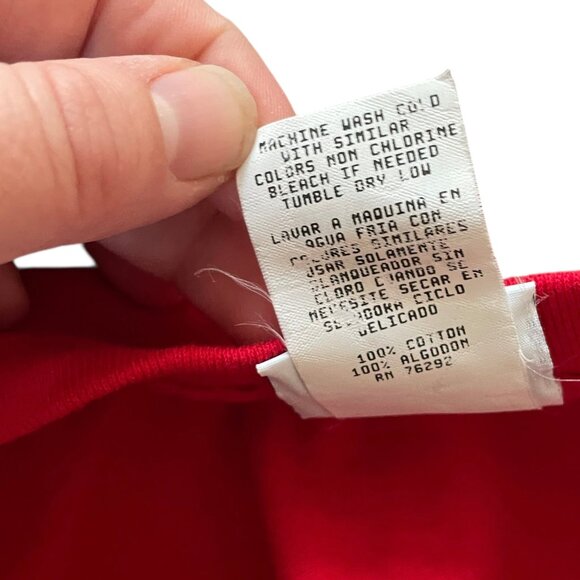 MACHINE WASH COLD
WITH SIMILAR
COLORS NON CHLORINE
BLEACH IF NEEDED
TUMBLE DRY LOW
LAVAR A MAQUINA EN
AGUA FRIA CON
COLORES SIMILARES
USAR SOLAMENTE
BLANQUEADOR SIN
CLORO CUANDO SE
NECESITE SECAR EN
CICLO
DELICADO
100% COTTON
100% ALGODON
RN 76292